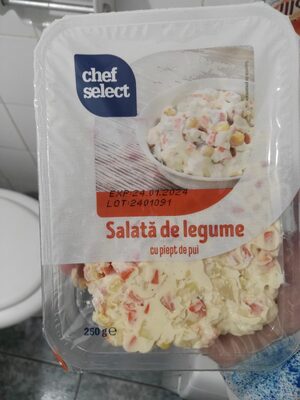 chef
select
EXP:24.01.2024
LOT:2401091
Salată de legume
cu piept de pui
250 g e